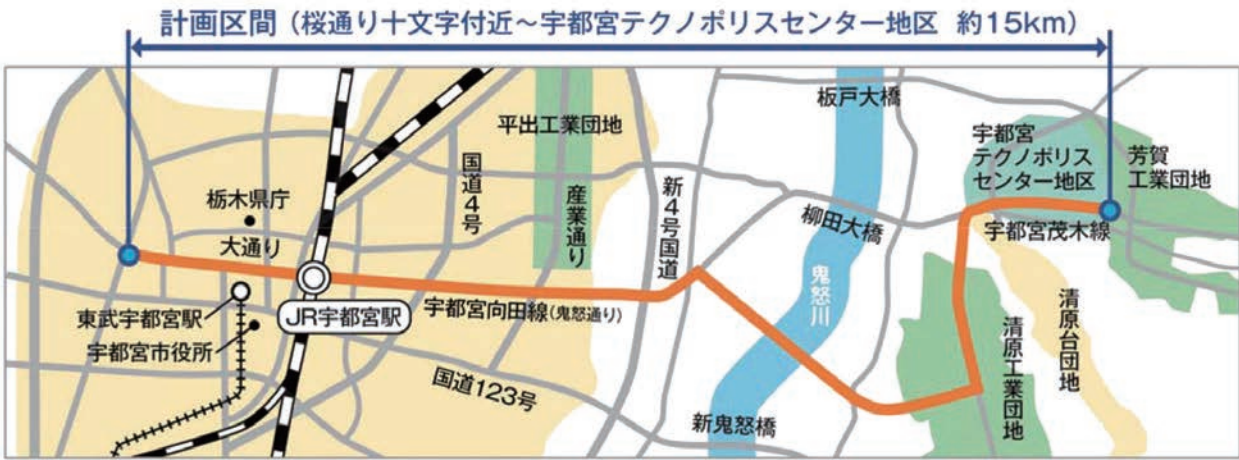 計画区間（桜通り十文字付近～宇都宮テクノポリスセンター地区 約15km）
板戸大橋
平出工業団地
宇都宮
テクノポリス
センター地区
芳賀
工業団地
国道4号
産業通り
新4号国道
栃木県庁
大通り
柳田大橋
宇都宮茂木線
鬼怒川
東武宇都宮駅
JR宇都宮駅
宇都宮向田線(鬼怒通り)
宇都宮市役所
清原台団地
清原工業団地
国道123号
新鬼怒橋